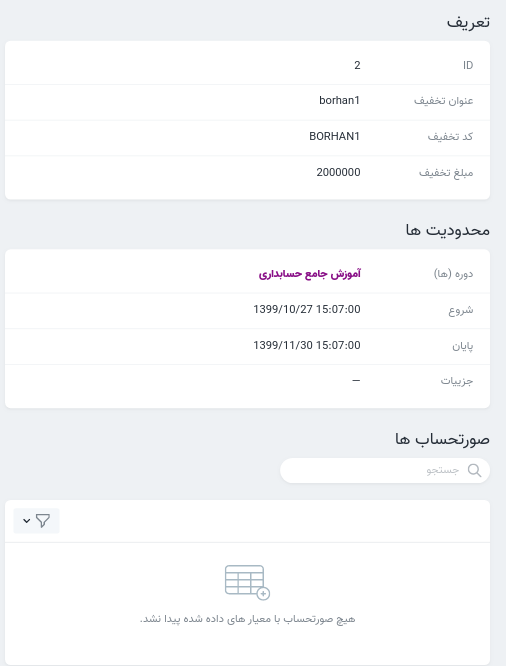 تعریف
ID 2
عنوان تخفیف borhan1
کد تخفیف BORHAN1
مبلغ تخفیف 2000000
محدودیت ها
دوره (ها) آموزش جامع حسابداری
شروع 1399/10/27 15:07:00
پایان 1399/11/30 15:07:00
جزییات —
صورتحساب ها
جستجو
هیچ صورتحساب با معیار های داده شده پیدا نشد.